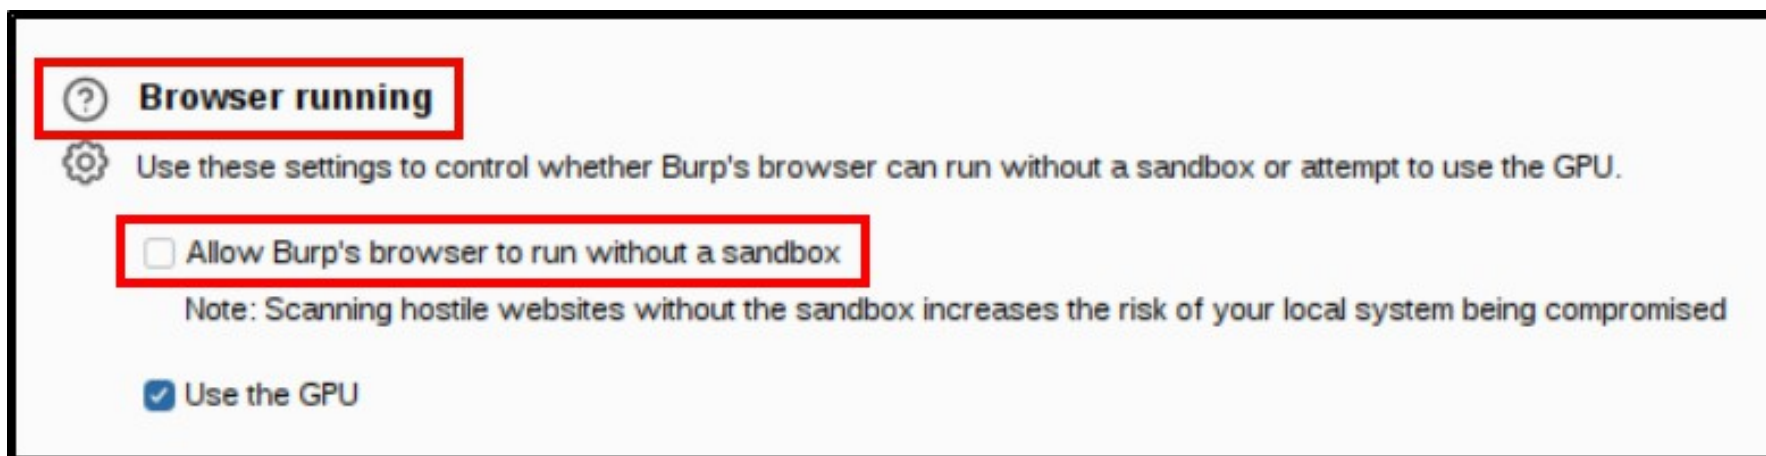 Browser running
Use these settings to control whether Burp's browser can run without a sandbox or attempt to use the GPU.
Allow Burp's browser to run without a sandbox
Note: Scanning hostile websites without the sandbox increases the risk of your local system being compromised
Use the GPU